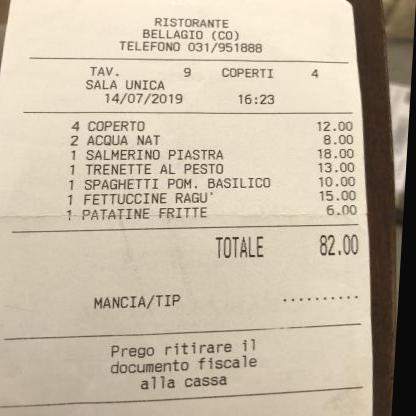 RISTORANTE
BELLAGIO (CO)
TELEFONO 031/951888
TAV. 9 COPERTI 4
SALA UNICA
14/07/2019 16:23
4 COPERTO 12.00
2 ACQUA NAT 8.00
1 SALMERINO PIASTRA 18.00
1 TRENETTE AL PESTO 13.00
1 SPAGHETTI POM. BASILICO 10.00
1 FETTUCCINE RAGU' 15.00
1 PATATINE FRITTE 6.00
TOTALE 82.00
MANCIA/TIP ..........
Prego ritirare il
documento fiscale
alla cassa